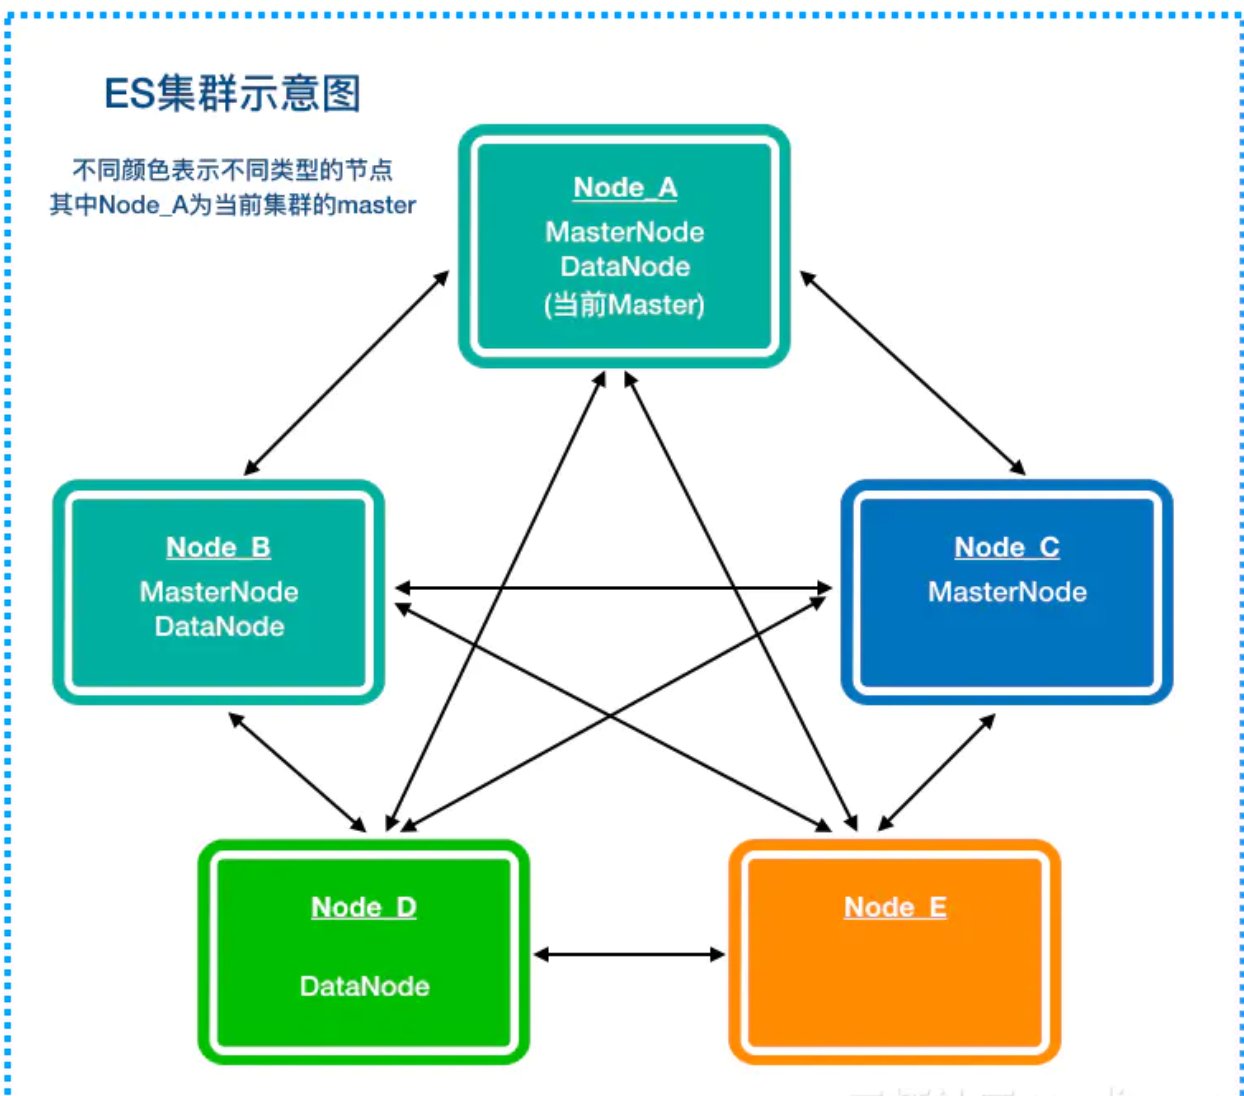 ES集群示意图
不同颜色表示不同类型的节点
其中Node_A为当前集群的master
Node_A
MasterNode
DataNode
(当前Master)
Node_B
MasterNode
DataNode
Node_C
MasterNode
Node_D
DataNode
Node_E